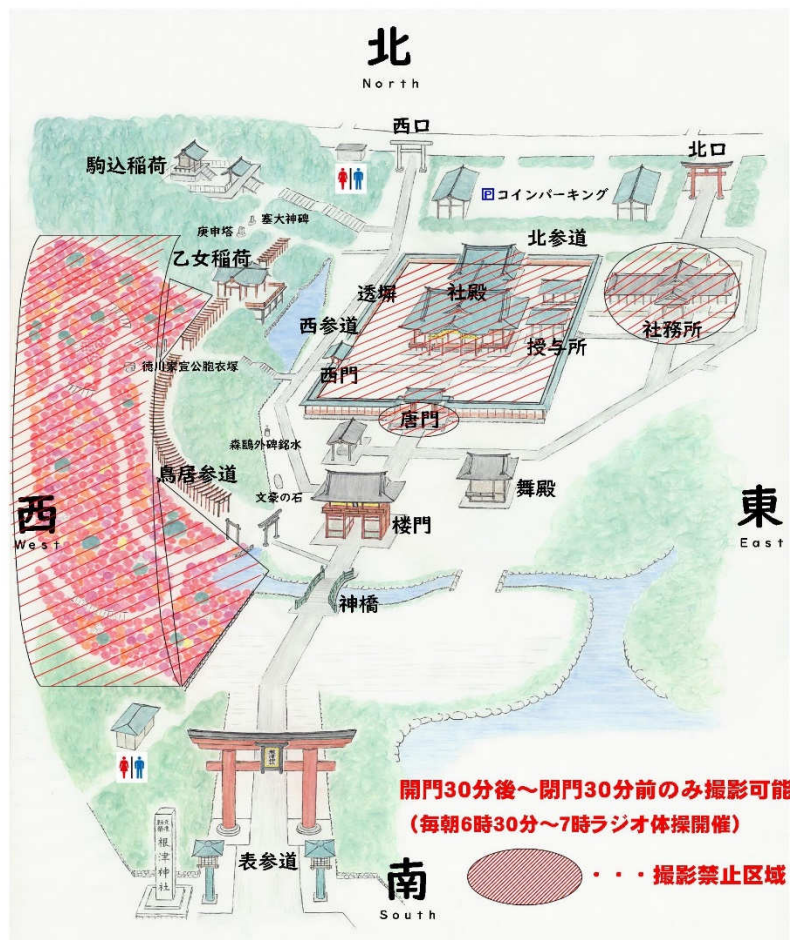 北
North
西口
北口
駒込稲荷
Pコインパーキング
塞大神碑
庚申塔
北参道
乙女稲荷
透塀
社殿
西参道
社務所
授与所
西門
徳川家宣公胞衣塚
唐門
森鴎外碑銘水
鳥居参道
文豪の石
舞殿
西
West
東
East
楼門
神橋
根津神社
開門30分後～閉門30分前のみ撮影可能
（毎朝6時30分～7時ラジオ体操開催）
根津神社
表参道
南
South
・・・撮影禁止区域